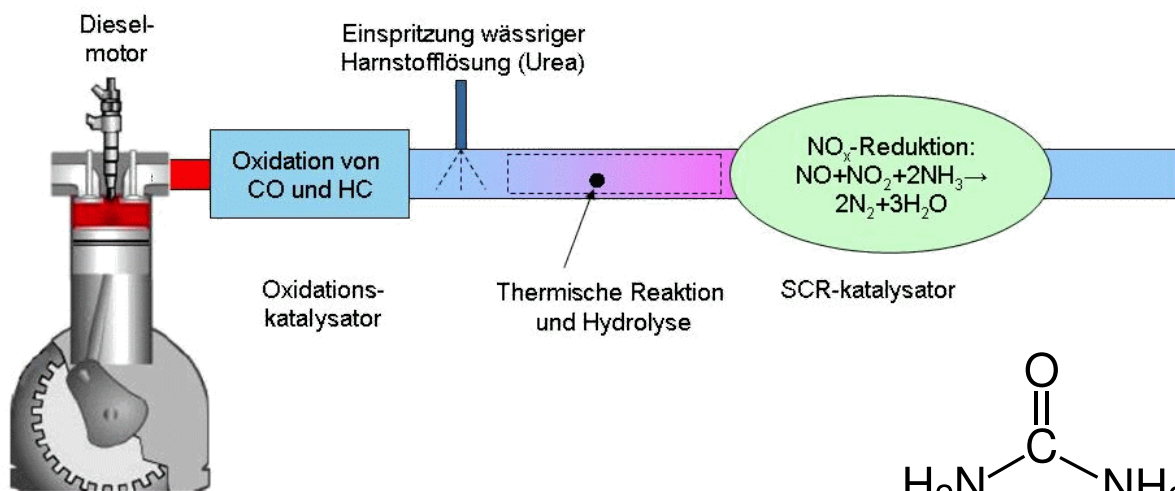 Diesel-
motor
Einspritzung wässriger
Harnstofflösung (Urea)
Oxidation von
CO und HC
NOx-Reduktion:
NO+NO2+2NH3→
2N2+3H2O
Oxidations-
katalysator
Thermische Reaktion
und Hydrolyse
SCR-katalysator
O
C
H2N
NH2